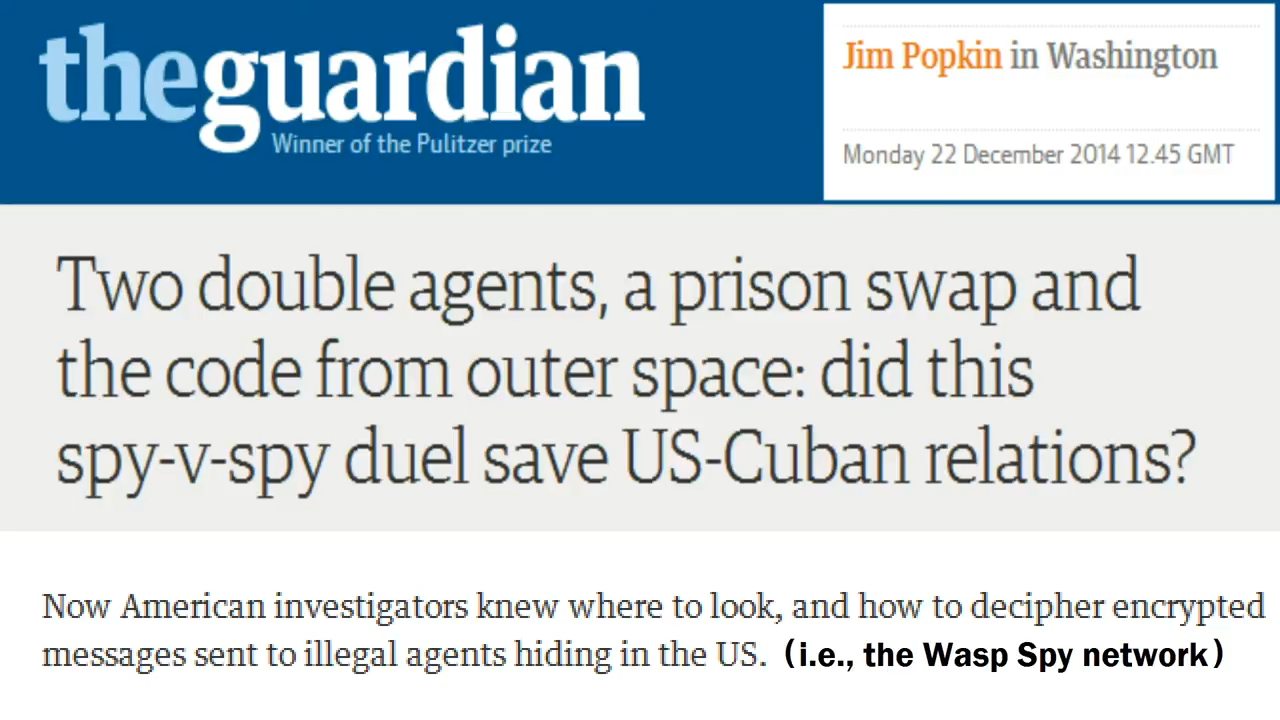 theguardian
Winner of the Pulitzer prize
Jim Popkin in Washington
Monday 22 December 2014 12.45 GMT
Two double agents, a prison swap and
the code from outer space: did this
spy-v-spy duel save US-Cuban relations?
Now American investigators knew where to look, and how to decipher encrypted
messages sent to illegal agents hiding in the US. (i.e., the Wasp Spy network)